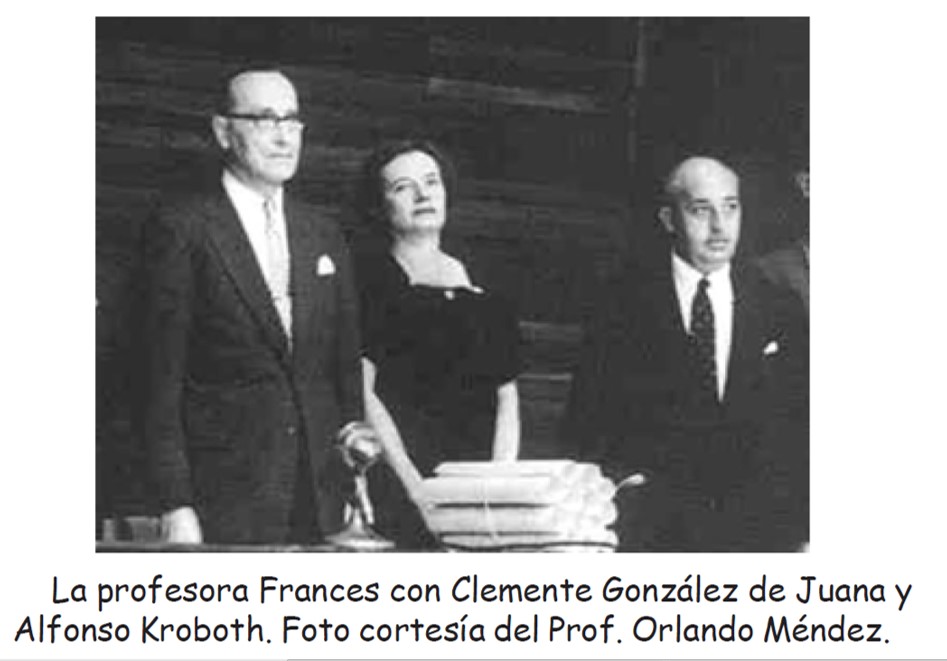 La profesora Frances con Clemente González de Juana y
Alfonso Kroboth. Foto cortesía del Prof. Orlando Méndez.